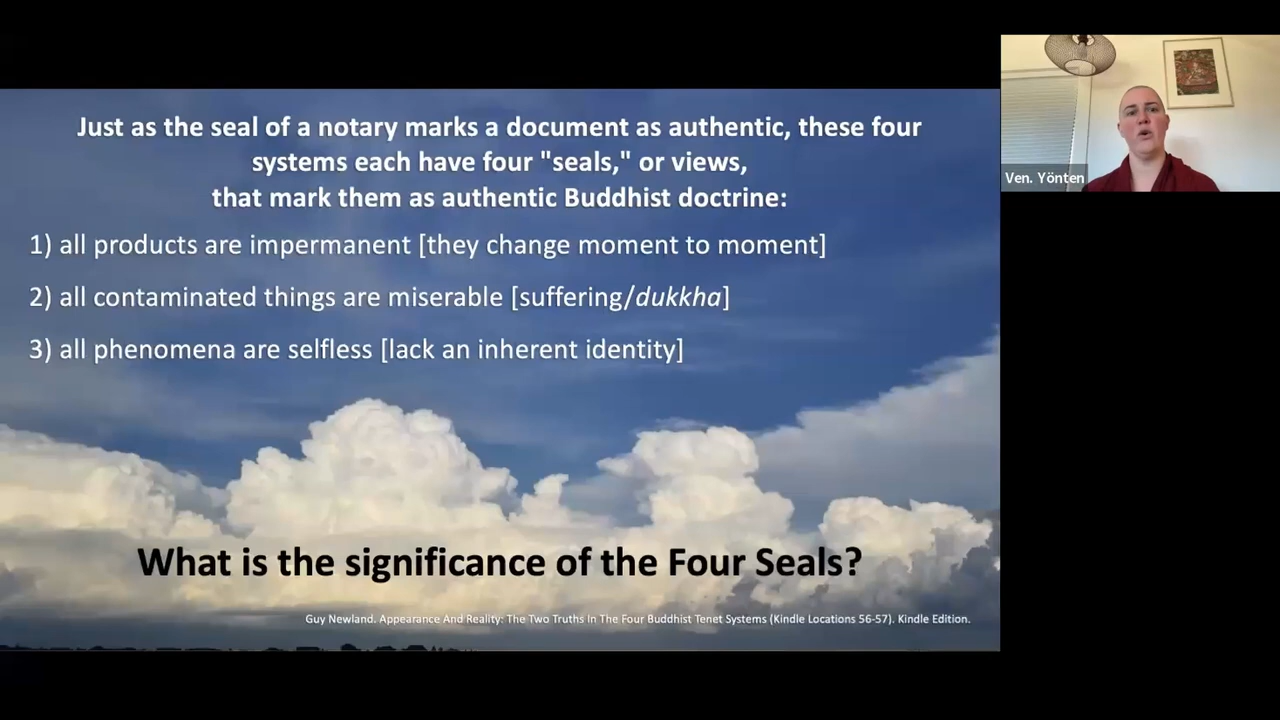 Just as the seal of a notary marks a document as authentic, these four
systems each have four "seals," or views,
that mark them as authentic Buddhist doctrine:
1) all products are impermanent [they change moment to moment]
2) all contaminated things are miserable [suffering/dukkha]
3) all phenomena are selfless [lack an inherent identity]
What is the significance of the Four Seals?
Guy Newland. Appearance And Reality: The Two Truths In The Four Buddhist Tenet Systems (Kindle Locations 56-57). Kindle Edition.
Ven. Yönten